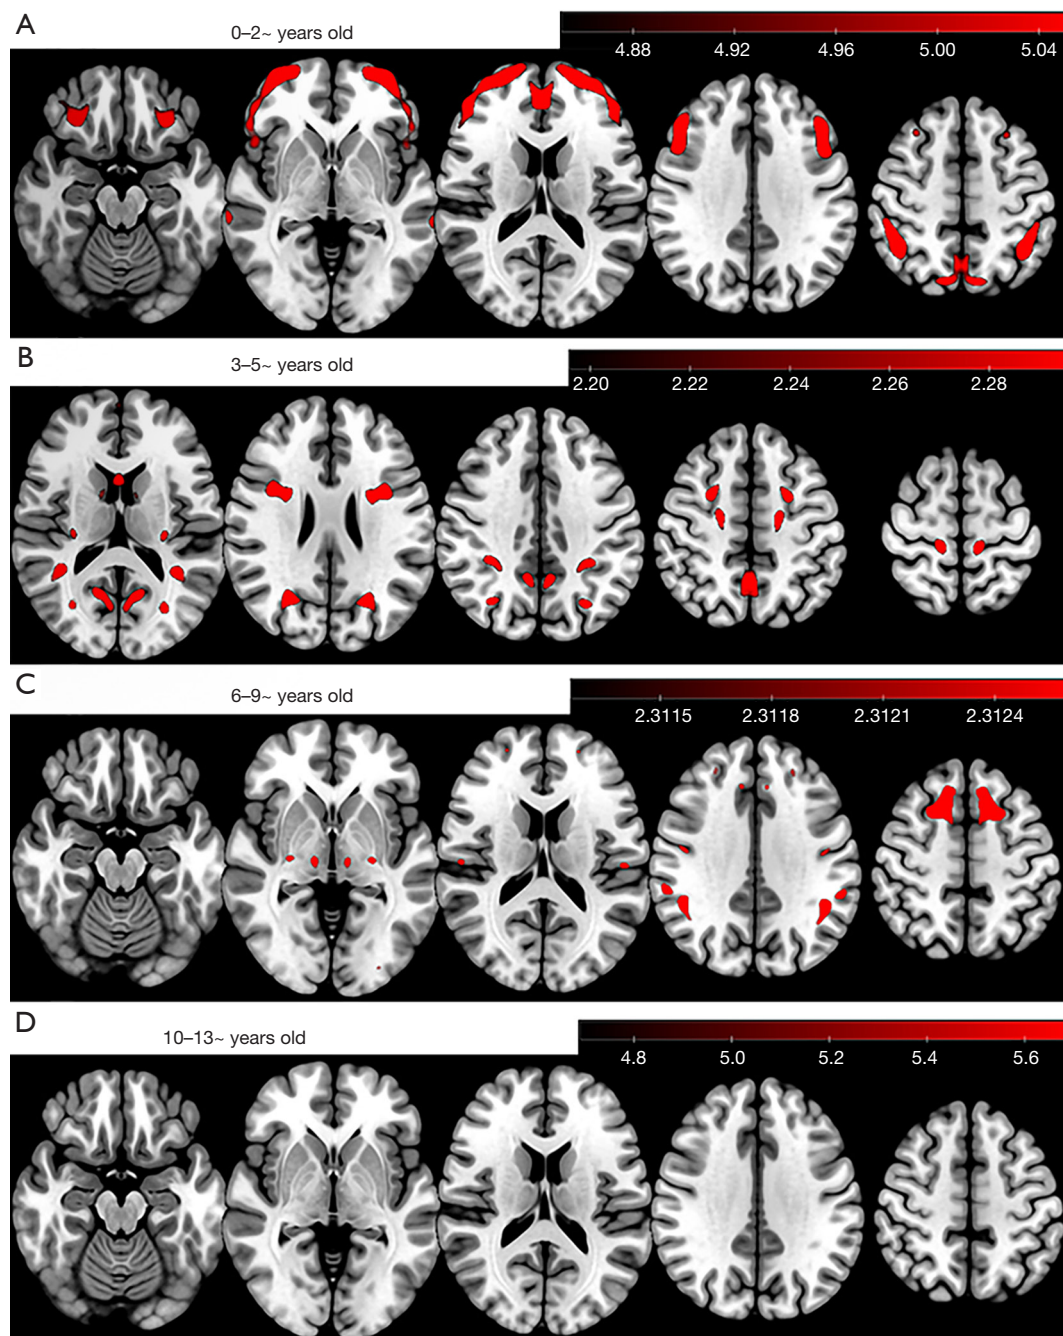 A
0–2~ years old
4.88 4.92 4.96 5.00 5.04
B
3–5~ years old
2.20 2.22 2.24 2.26 2.28
C
6–9~ years old
2.3115 2.3118 2.3121 2.3124
D
10–13~ years old
4.8 5.0 5.2 5.4 5.6